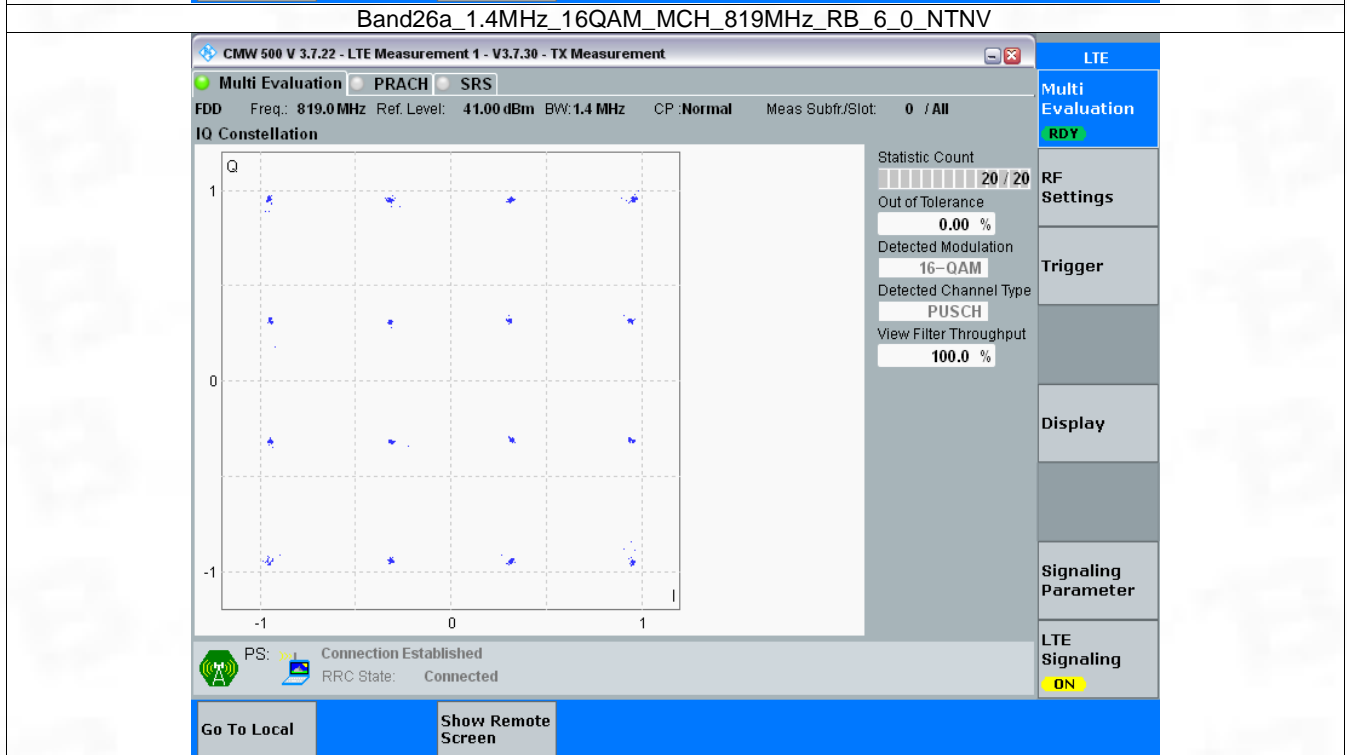 Band26a_1.4MHz_16QAM_MCH_819MHz_RB_6_0_NTNV
CMW 500 V 3.7.22 - LTE Measurement 1 - V3.7.30 - TX Measurement
LTE
Multi Evaluation PRACH SRS
FDD Freq.: 819.0 MHz Ref. Level: 41.00 dBm BW: 1.4 MHz CP :Normal Meas Subfr./Slot: 0 / All
IQ Constellation
Q
1
0
-1
I
-1 0 1
Statistic Count
20 / 20
Out of Tolerance
0.00 %
Detected Modulation
16-QAM
Detected Channel Type
PUSCH
View Filter Throughput
100.0 %
Multi
Evaluation
RDY
RF
Settings
Trigger
Display
Signaling
Parameter
LTE
Signaling
ON
PS: Connection Established
RRC State: Connected
Go To Local
Show Remote
Screen